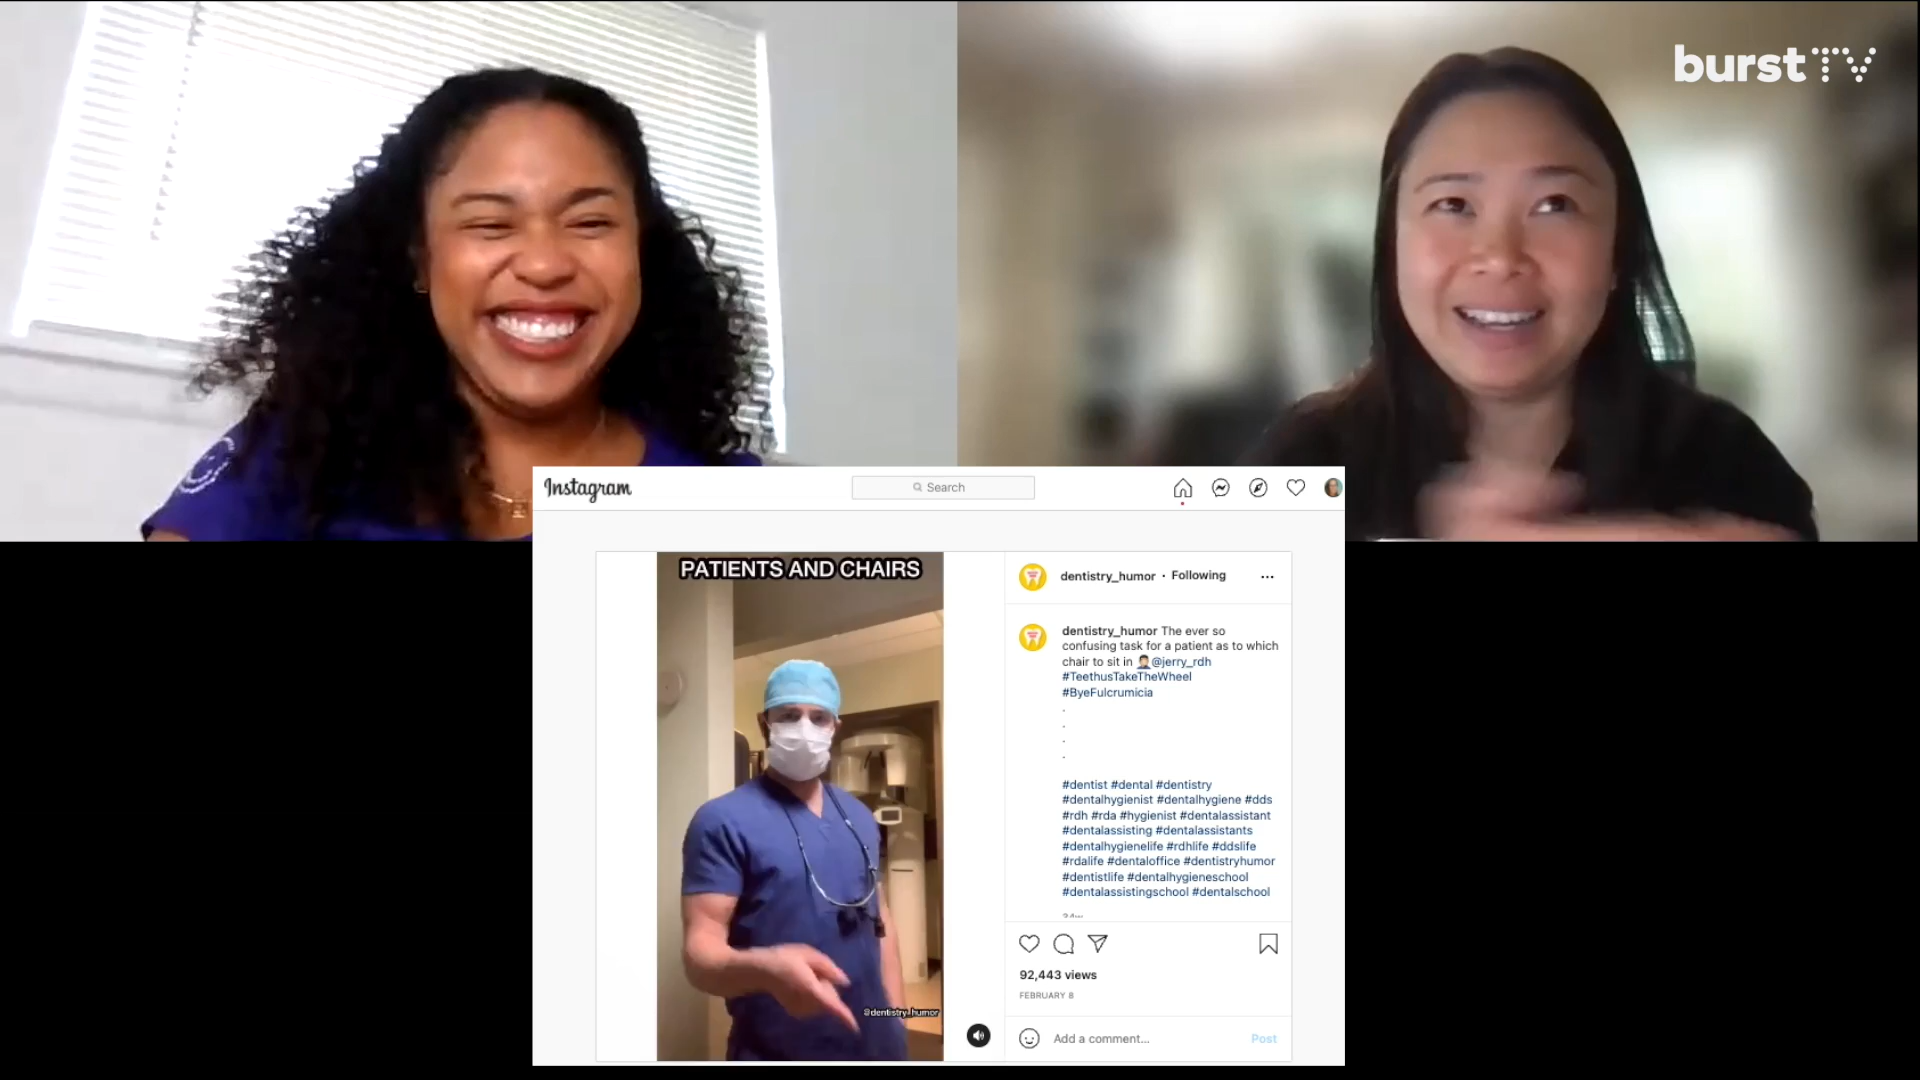 burst TV
Instagram
Search
PATIENTS AND CHAIRS
@dentistry_humor
dentistry_humor • Following
dentistry_humor The ever so
confusing task for a patient as to which
chair to sit in 🤦🏻‍♂️@jerry_rdh
#TeethusTakeTheWheel
#ByeFulcrumicia
.
.
.
.
#dentist #dental #dentistry
#dentalhygienist #dentalhygiene #dds
#rdh #rda #hygienist #dentalassistant
#dentalassisting #dentalassistants
#dentalhygienelife #rdhlife #ddslife
#rdalife #dentaloffice #dentistryhumor
#dentistlife #dentalhygieneschool
#dentalassistingschool #dentalschool
92,443 views
FEBRUARY 8
Add a comment...
Post